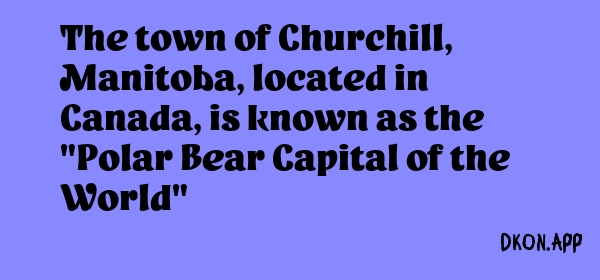 The town of Churchill,
Manitoba, located in
Canada, is known as the
"Polar Bear Capital of the
World"
DKON.APP